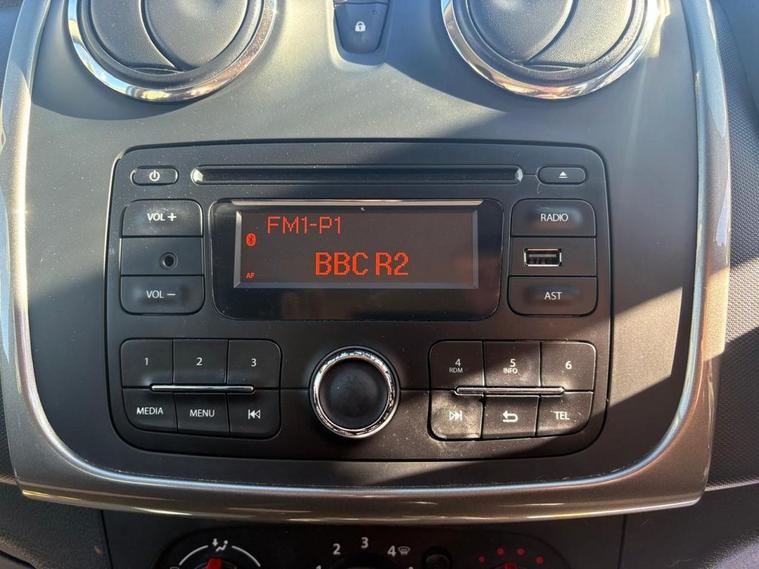 VOL +
RADIO
FM1-P1
BBC R2
AF
VOL −
AST
1
2
3
4
RDM
5
INFO
6
MEDIA
MENU
TEL
2
3
4